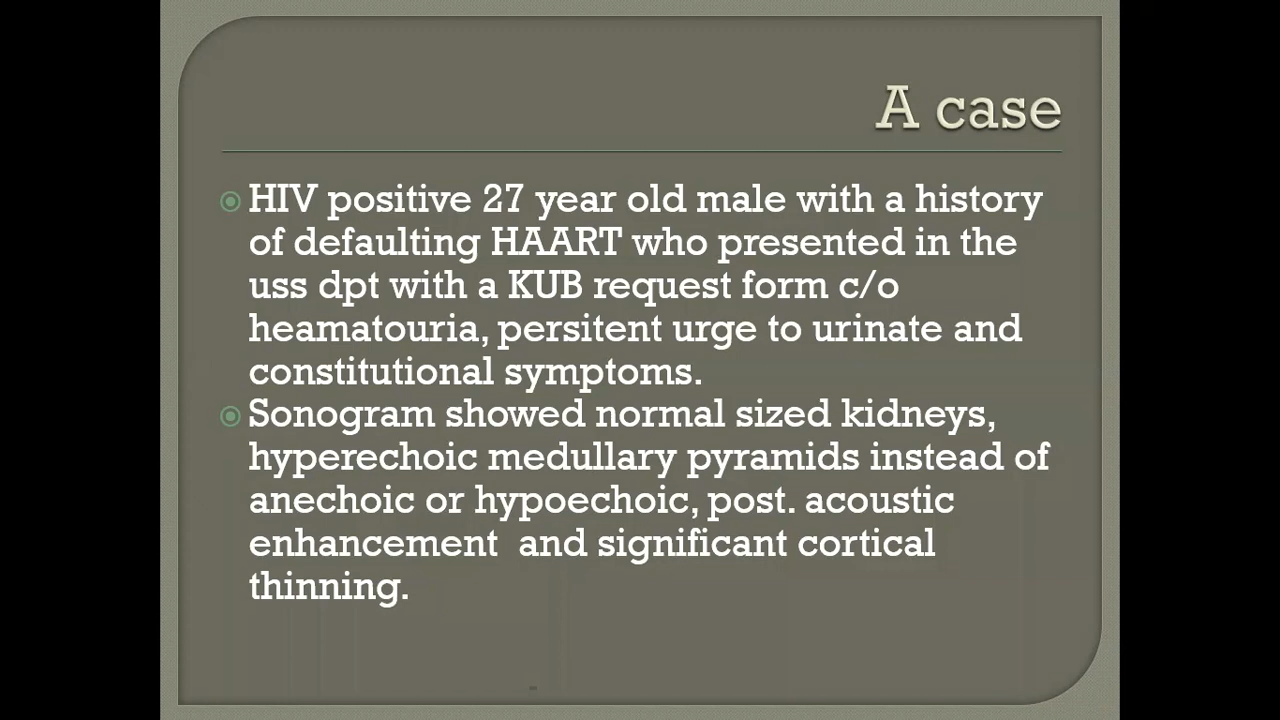 A case
HIV positive 27 year old male with a history
of defaulting HAART who presented in the
uss dpt with a KUB request form c/o
heamatouria, persitent urge to urinate and
constitutional symptoms.
Sonogram showed normal sized kidneys,
hyperechoic medullary pyramids instead of
anechoic or hypoechoic, post. acoustic
enhancement  and significant cortical
thinning.